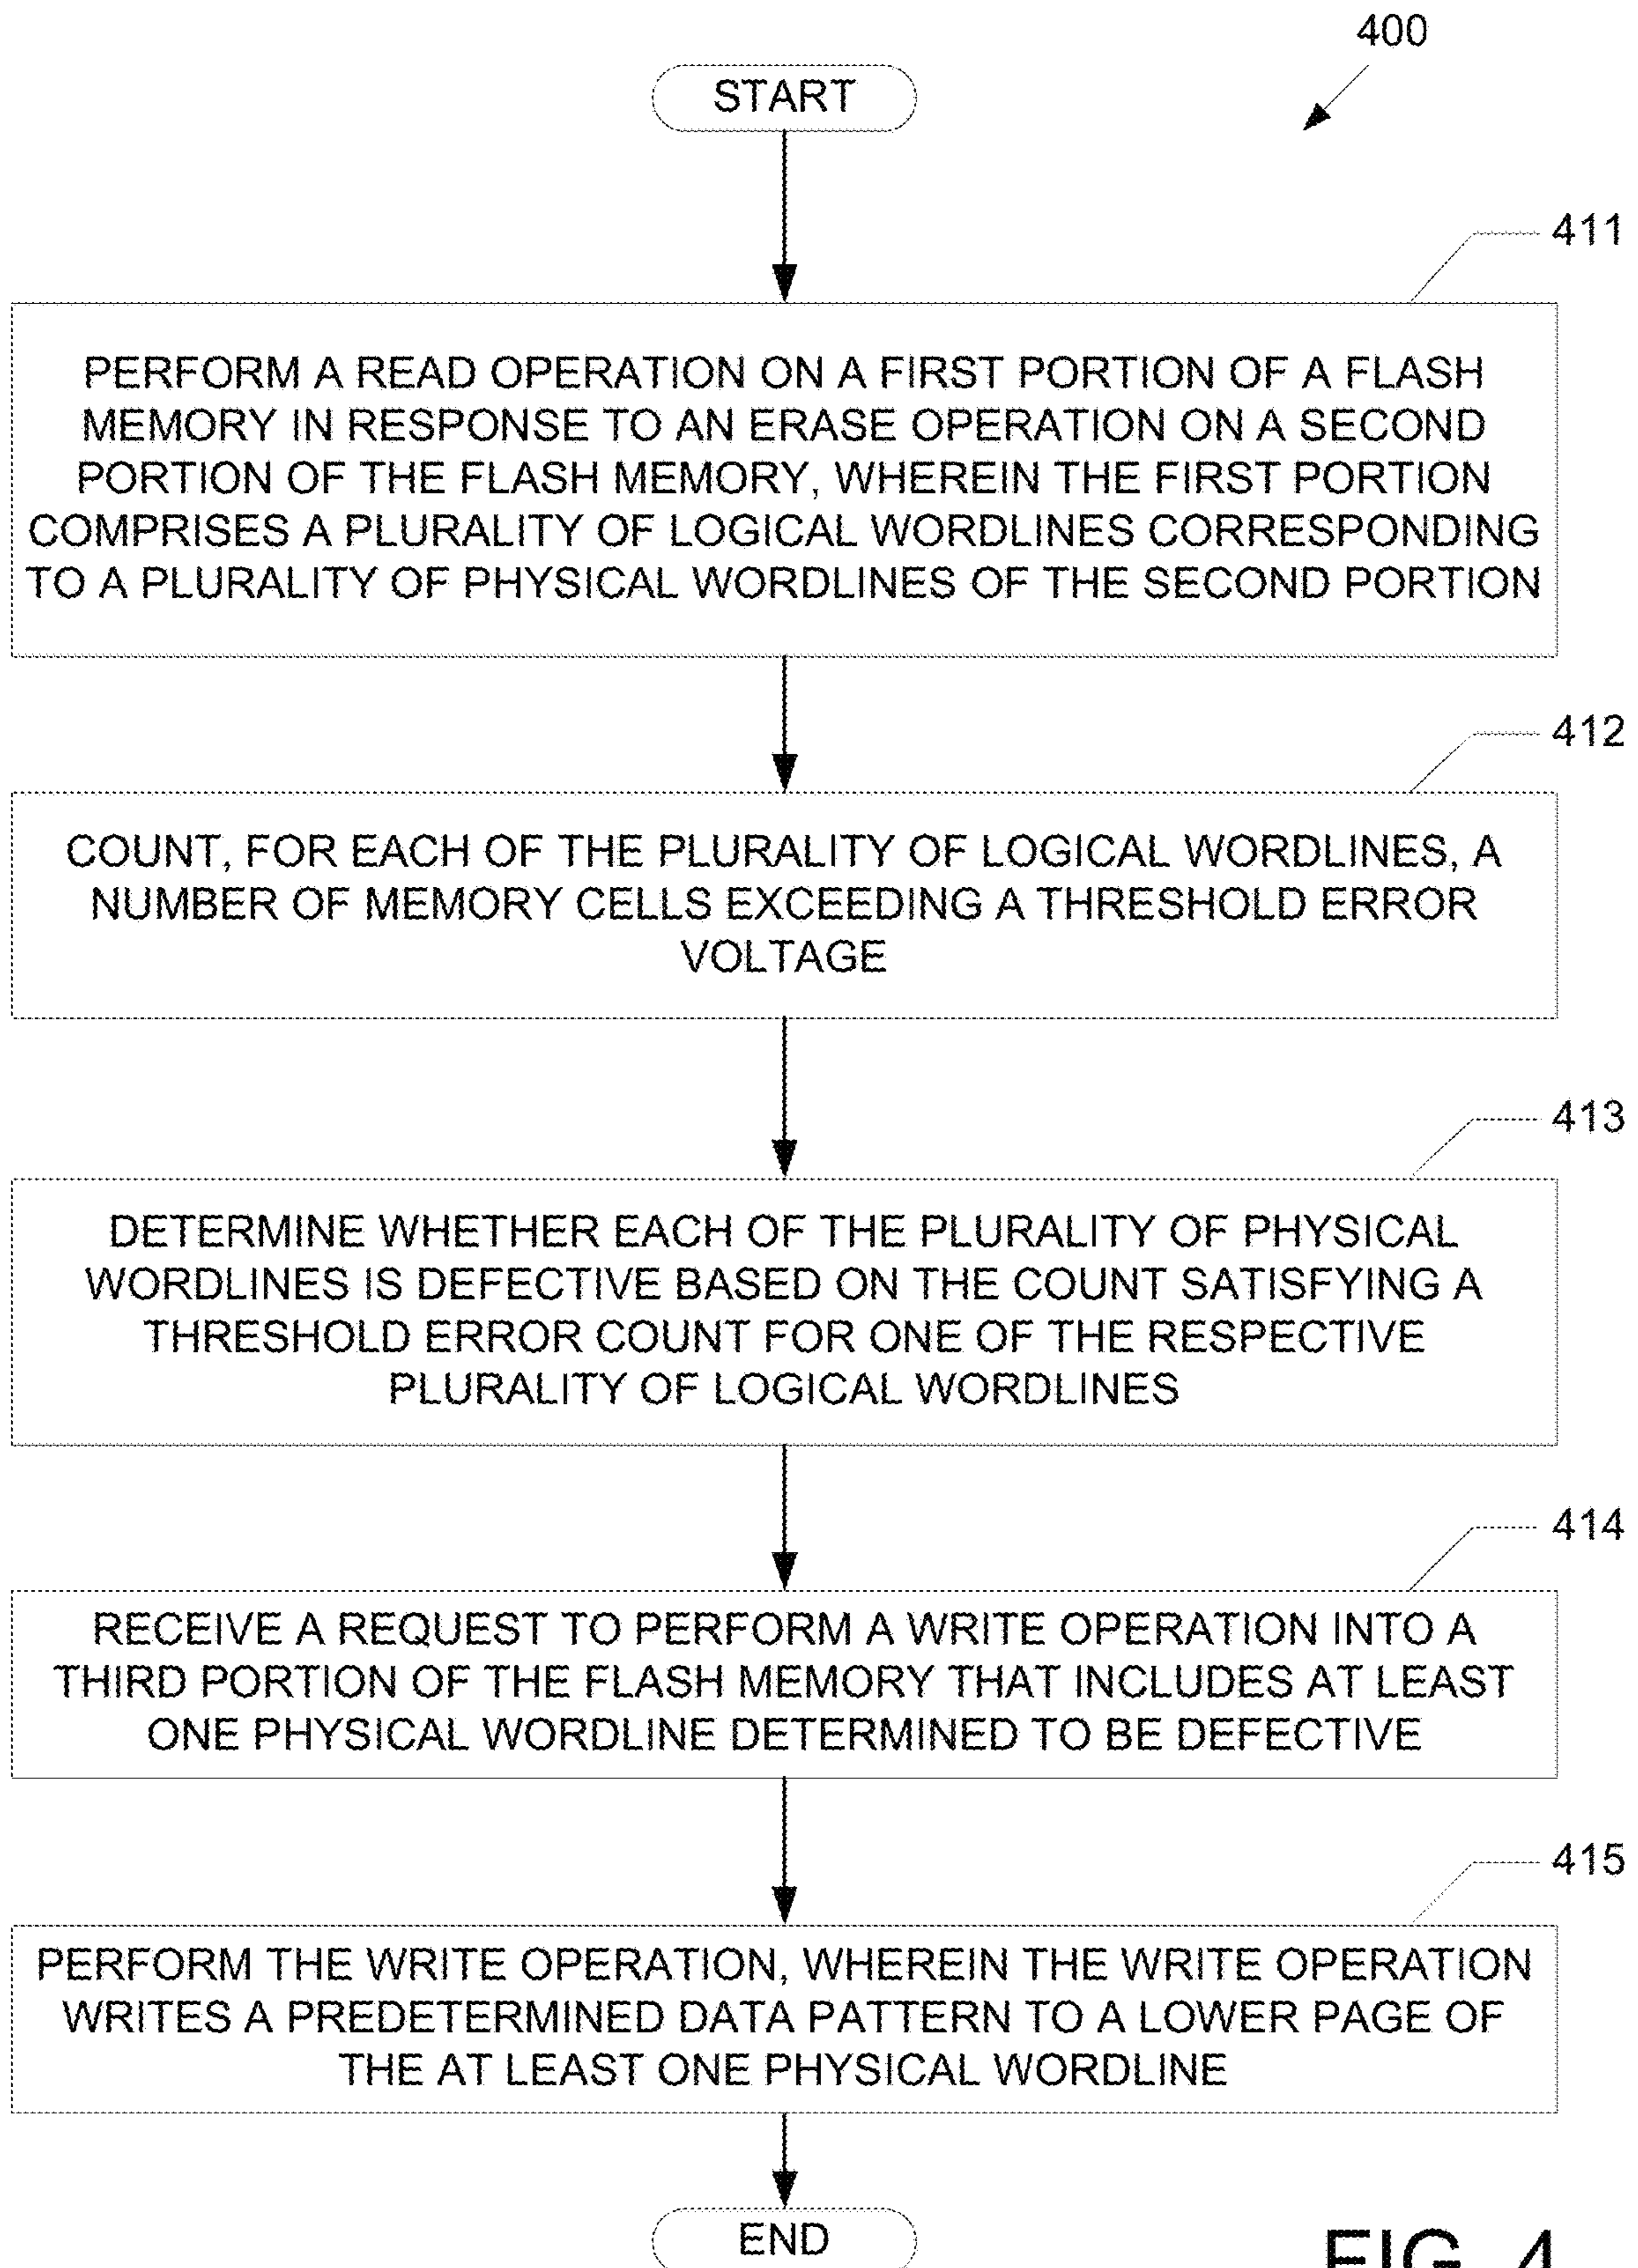 400
START
411
PERFORM A READ OPERATION ON A FIRST PORTION OF A FLASH
MEMORY IN RESPONSE TO AN ERASE OPERATION ON A SECOND
PORTION OF THE FLASH MEMORY, WHEREIN THE FIRST PORTION
COMPRISES A PLURALITY OF LOGICAL WORDLINES CORRESPONDING
TO A PLURALITY OF PHYSICAL WORDLINES OF THE SECOND PORTION
412
COUNT, FOR EACH OF THE PLURALITY OF LOGICAL WORDLINES, A
NUMBER OF MEMORY CELLS EXCEEDING A THRESHOLD ERROR
VOLTAGE
413
DETERMINE WHETHER EACH OF THE PLURALITY OF PHYSICAL
WORDLINES IS DEFECTIVE BASED ON THE COUNT SATISFYING A
THRESHOLD ERROR COUNT FOR ONE OF THE RESPECTIVE
PLURALITY OF LOGICAL WORDLINES
414
RECEIVE A REQUEST TO PERFORM A WRITE OPERATION INTO A
THIRD PORTION OF THE FLASH MEMORY THAT INCLUDES AT LEAST
ONE PHYSICAL WORDLINE DETERMINED TO BE DEFECTIVE
415
PERFORM THE WRITE OPERATION, WHEREIN THE WRITE OPERATION
WRITES A PREDETERMINED DATA PATTERN TO A LOWER PAGE OF
THE AT LEAST ONE PHYSICAL WORDLINE
END
FIG. 4